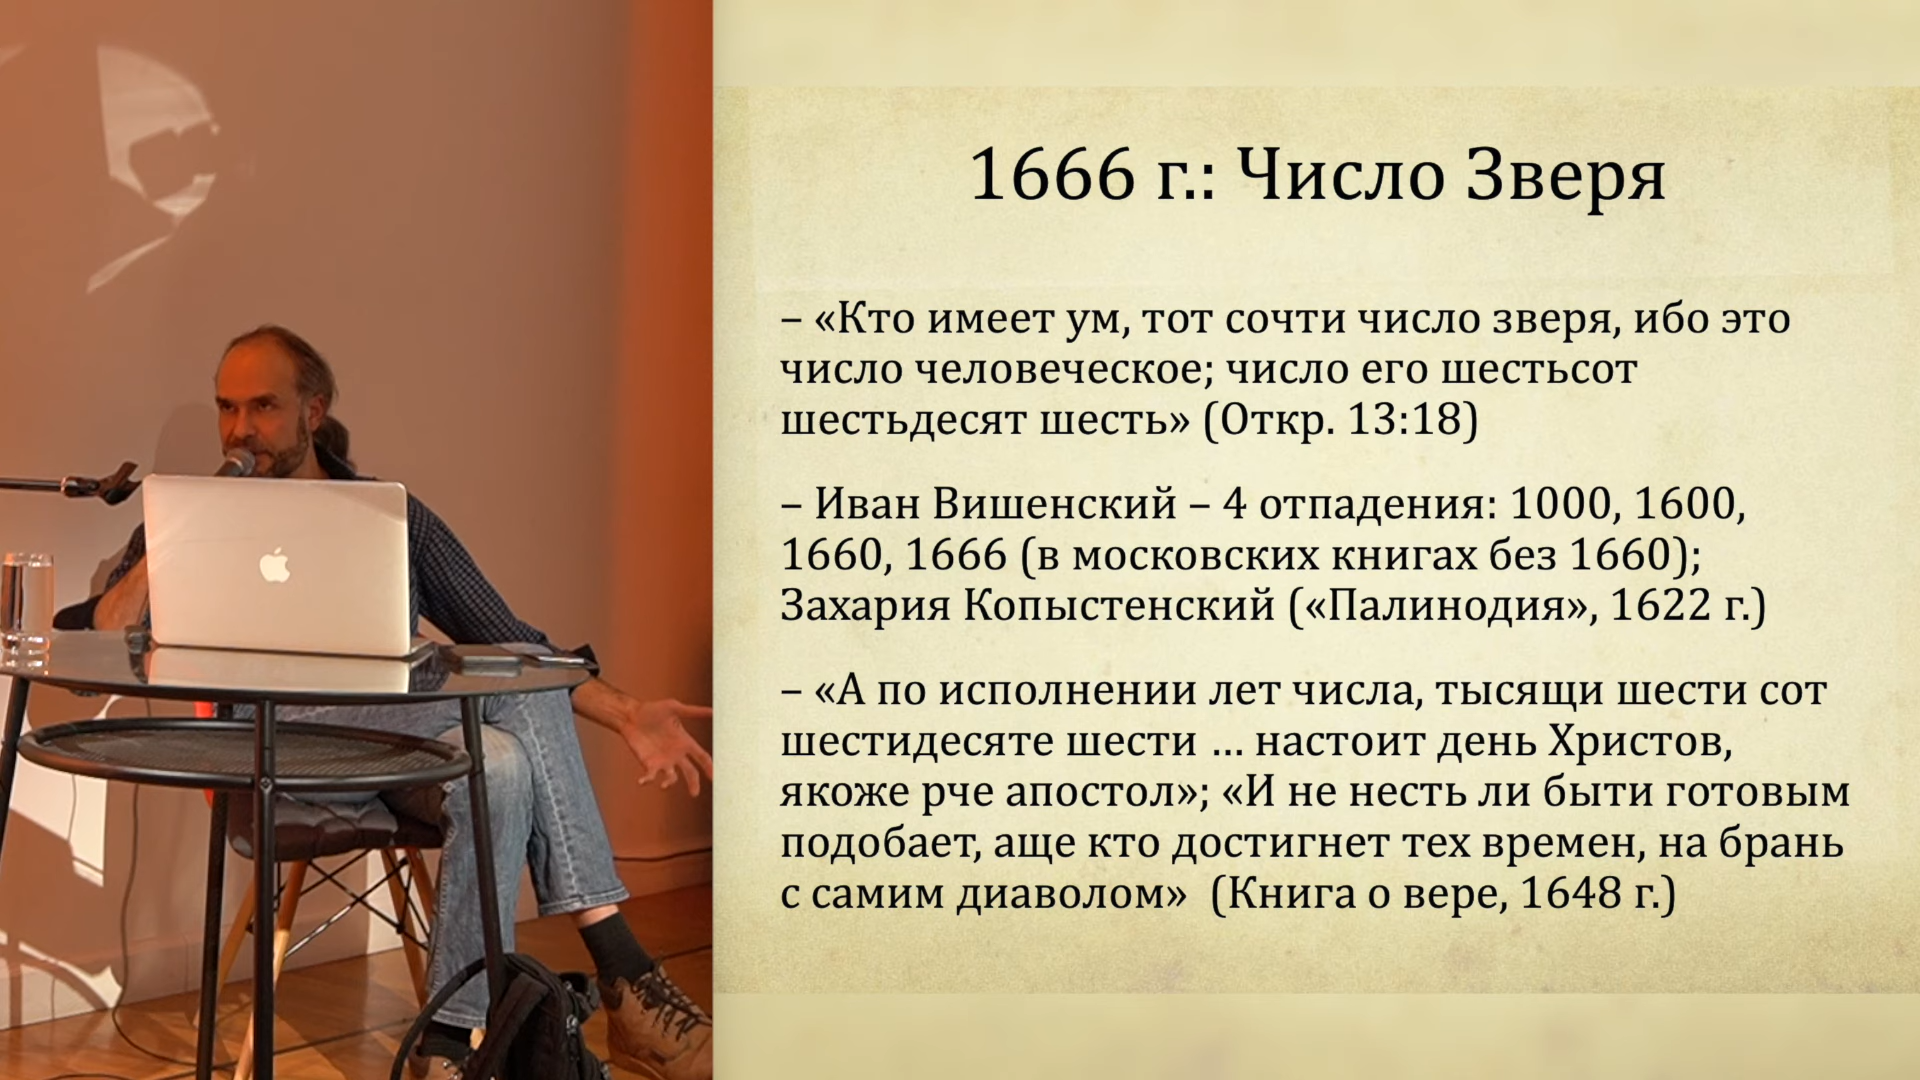 1666 г.: Число Зверя
– «Кто имеет ум, тот сочти число зверя, ибо это
число человеческое; число его шестьсот
шестьдесят шесть» (Откр. 13:18)
– Иван Вишенский – 4 отпадения: 1000, 1600,
1660, 1666 (в московских книгах без 1660);
Захария Копыстенский («Палинодия», 1622 г.)
– «А по исполнении лет числа, тысящи шести сот
шестидесяте шести ... настоит день Христов,
якоже рче апостол»; «И не несть ли быти готовым
подобает, аще кто достигнет тех времен, на брань
с самим диаволом» (Книга о вере, 1648 г.)